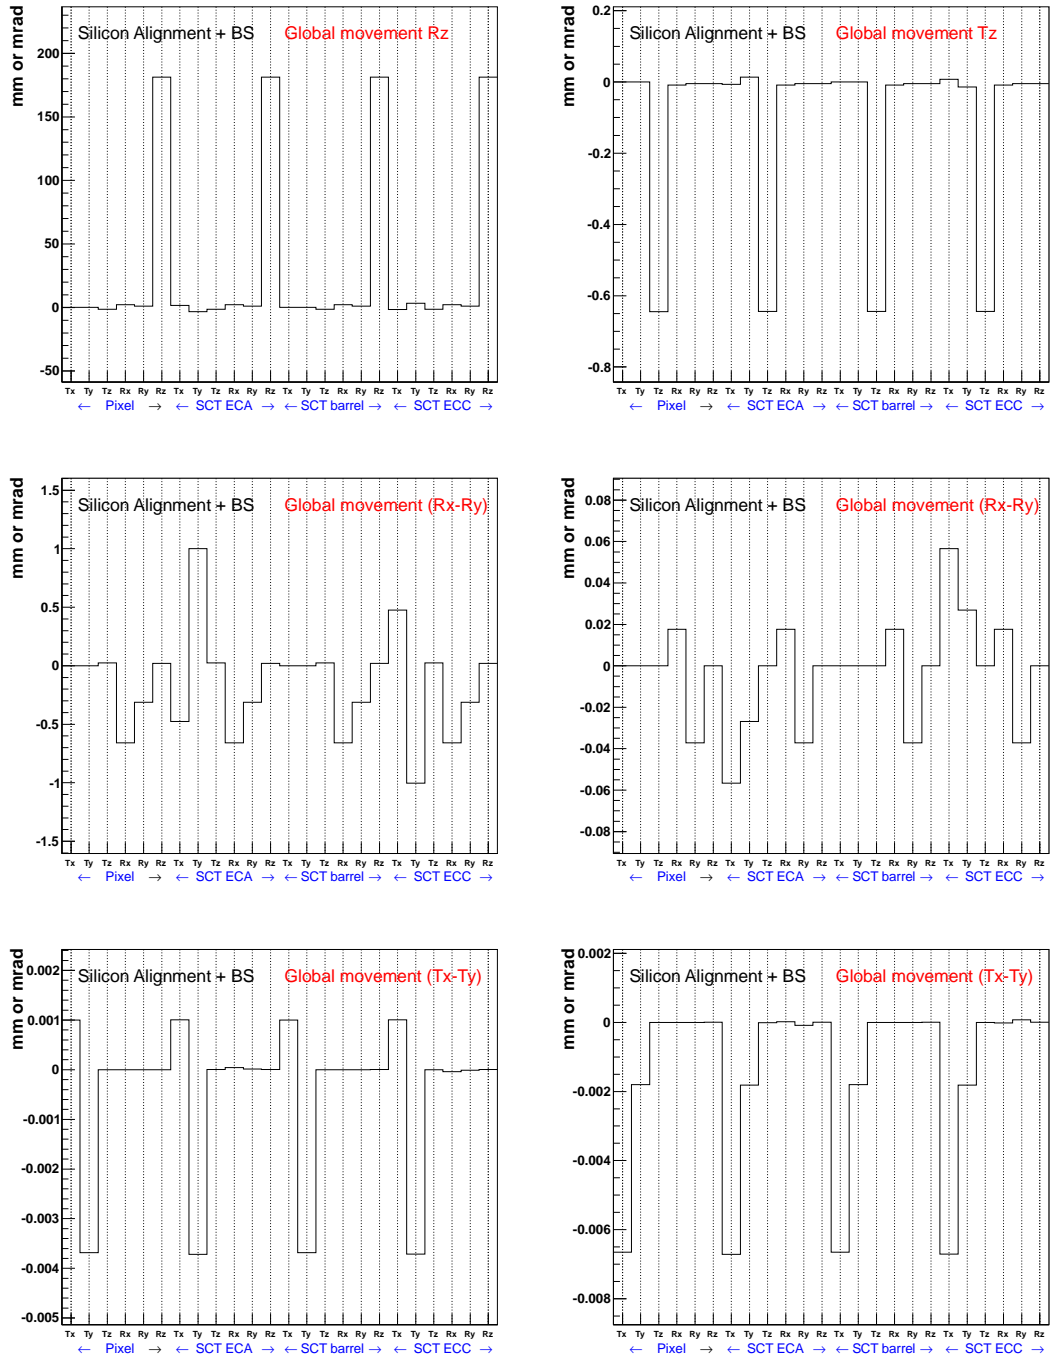 Silicon Alignment + BS Global movement Rz
mm or mrad
200
150
100
50
0
-50
Tx Ty Tz Rx Ry Rz Tx Ty Tz Rx Ry Rz Tx Ty Tz Rx Ry Rz Tx Ty Tz Rx Ry Rz
← Pixel → ← SCT ECA → ← SCT barrel → ← SCT ECC →
Silicon Alignment + BS Global movement Tz
mm or mrad
0.2
0
-0.2
-0.4
-0.6
-0.8
Tx Ty Tz Rx Ry Rz Tx Ty Tz Rx Ry Rz Tx Ty Tz Rx Ry Rz Tx Ty Tz Rx Ry Rz
← Pixel → ← SCT ECA → ← SCT barrel → ← SCT ECC →
Silicon Alignment + BS Global movement (Rx-Ry)
mm or mrad
1.5
1
0.5
0
-0.5
-1
-1.5
Tx Ty Tz Rx Ry Rz Tx Ty Tz Rx Ry Rz Tx Ty Tz Rx Ry Rz Tx Ty Tz Rx Ry Rz
← Pixel → ← SCT ECA → ← SCT barrel → ← SCT ECC →
Silicon Alignment + BS Global movement (Rx-Ry)
mm or mrad
0.08
0.06
0.04
0.02
0
-0.02
-0.04
-0.06
-0.08
Tx Ty Tz Rx Ry Rz Tx Ty Tz Rx Ry Rz Tx Ty Tz Rx Ry Rz Tx Ty Tz Rx Ry Rz
← Pixel → ← SCT ECA → ← SCT barrel → ← SCT ECC →
Silicon Alignment + BS Global movement (Tx-Ty)
mm or mrad
0.002
0.001
0
-0.001
-0.002
-0.003
-0.004
-0.005
Tx Ty Tz Rx Ry Rz Tx Ty Tz Rx Ry Rz Tx Ty Tz Rx Ry Rz Tx Ty Tz Rx Ry Rz
← Pixel → ← SCT ECA → ← SCT barrel → ← SCT ECC →
Silicon Alignment + BS Global movement (Tx-Ty)
mm or mrad
0.002
0
-0.002
-0.004
-0.006
-0.008
Tx Ty Tz Rx Ry Rz Tx Ty Tz Rx Ry Rz Tx Ty Tz Rx Ry Rz Tx Ty Tz Rx Ry Rz
← Pixel → ← SCT ECA → ← SCT barrel → ← SCT ECC →